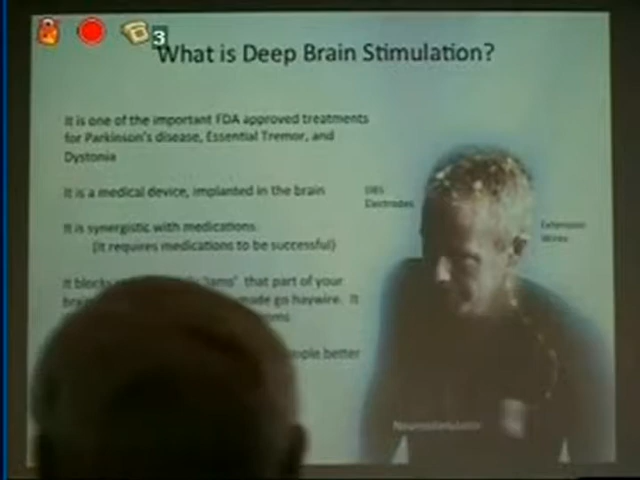 3
What is Deep Brain Stimulation?
It is one of the important FDA approved treatments
for Parkinson's disease, Essential Tremor, and
Dystonia
It is a medical device, implanted in the brain
DBS
Electrodes
Extension
Wires
It is synergistic with medications.
(It requires medications to be successful)
It blocks "jams" that part of your
made go haywire. It
better
Neurostimulator